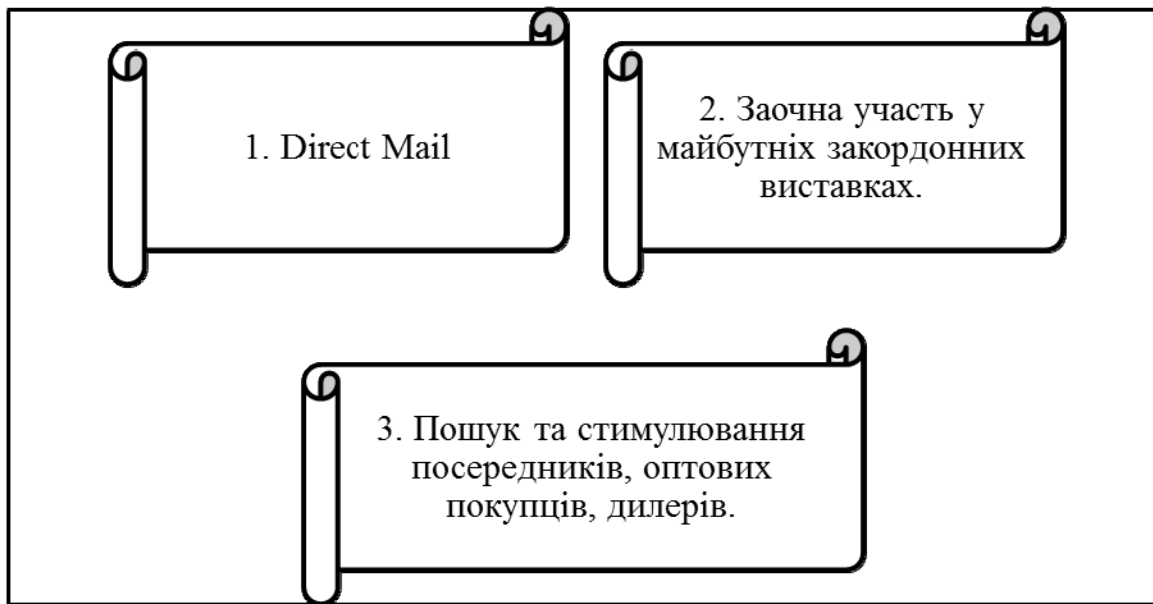 1. Direct Mail
2. Заочна участь у
майбутніх закордонних
виставках.
3. Пошук та стимулювання
посередників, оптових
покупців, дилерів.